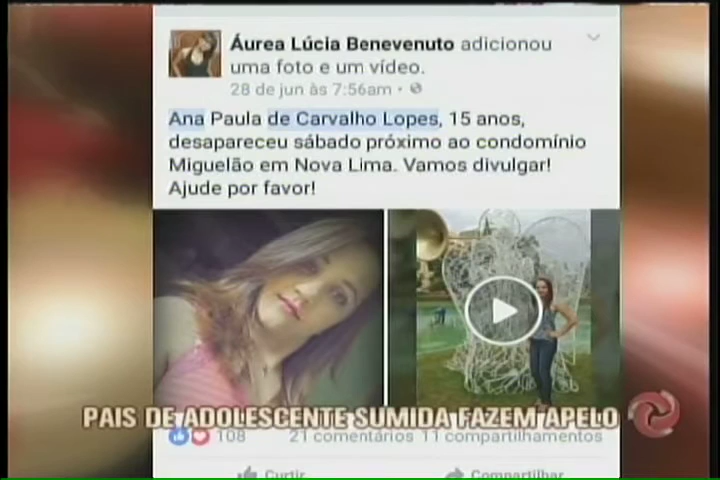 Áurea Lúcia Benevenuto adicionou
uma foto e um vídeo.
28 de jun às 7:56am
Ana Paula de Carvalho Lopes, 15 anos,
desapareceu sábado próximo ao condomínio
Miguelão em Nova Lima. Vamos divulgar!
Ajude por favor!
PAIS DE ADOLESCENTE SUMIDA FAZEM APELO
108 21 comentários 11 compartilhamentos
Curtir Compartilhar